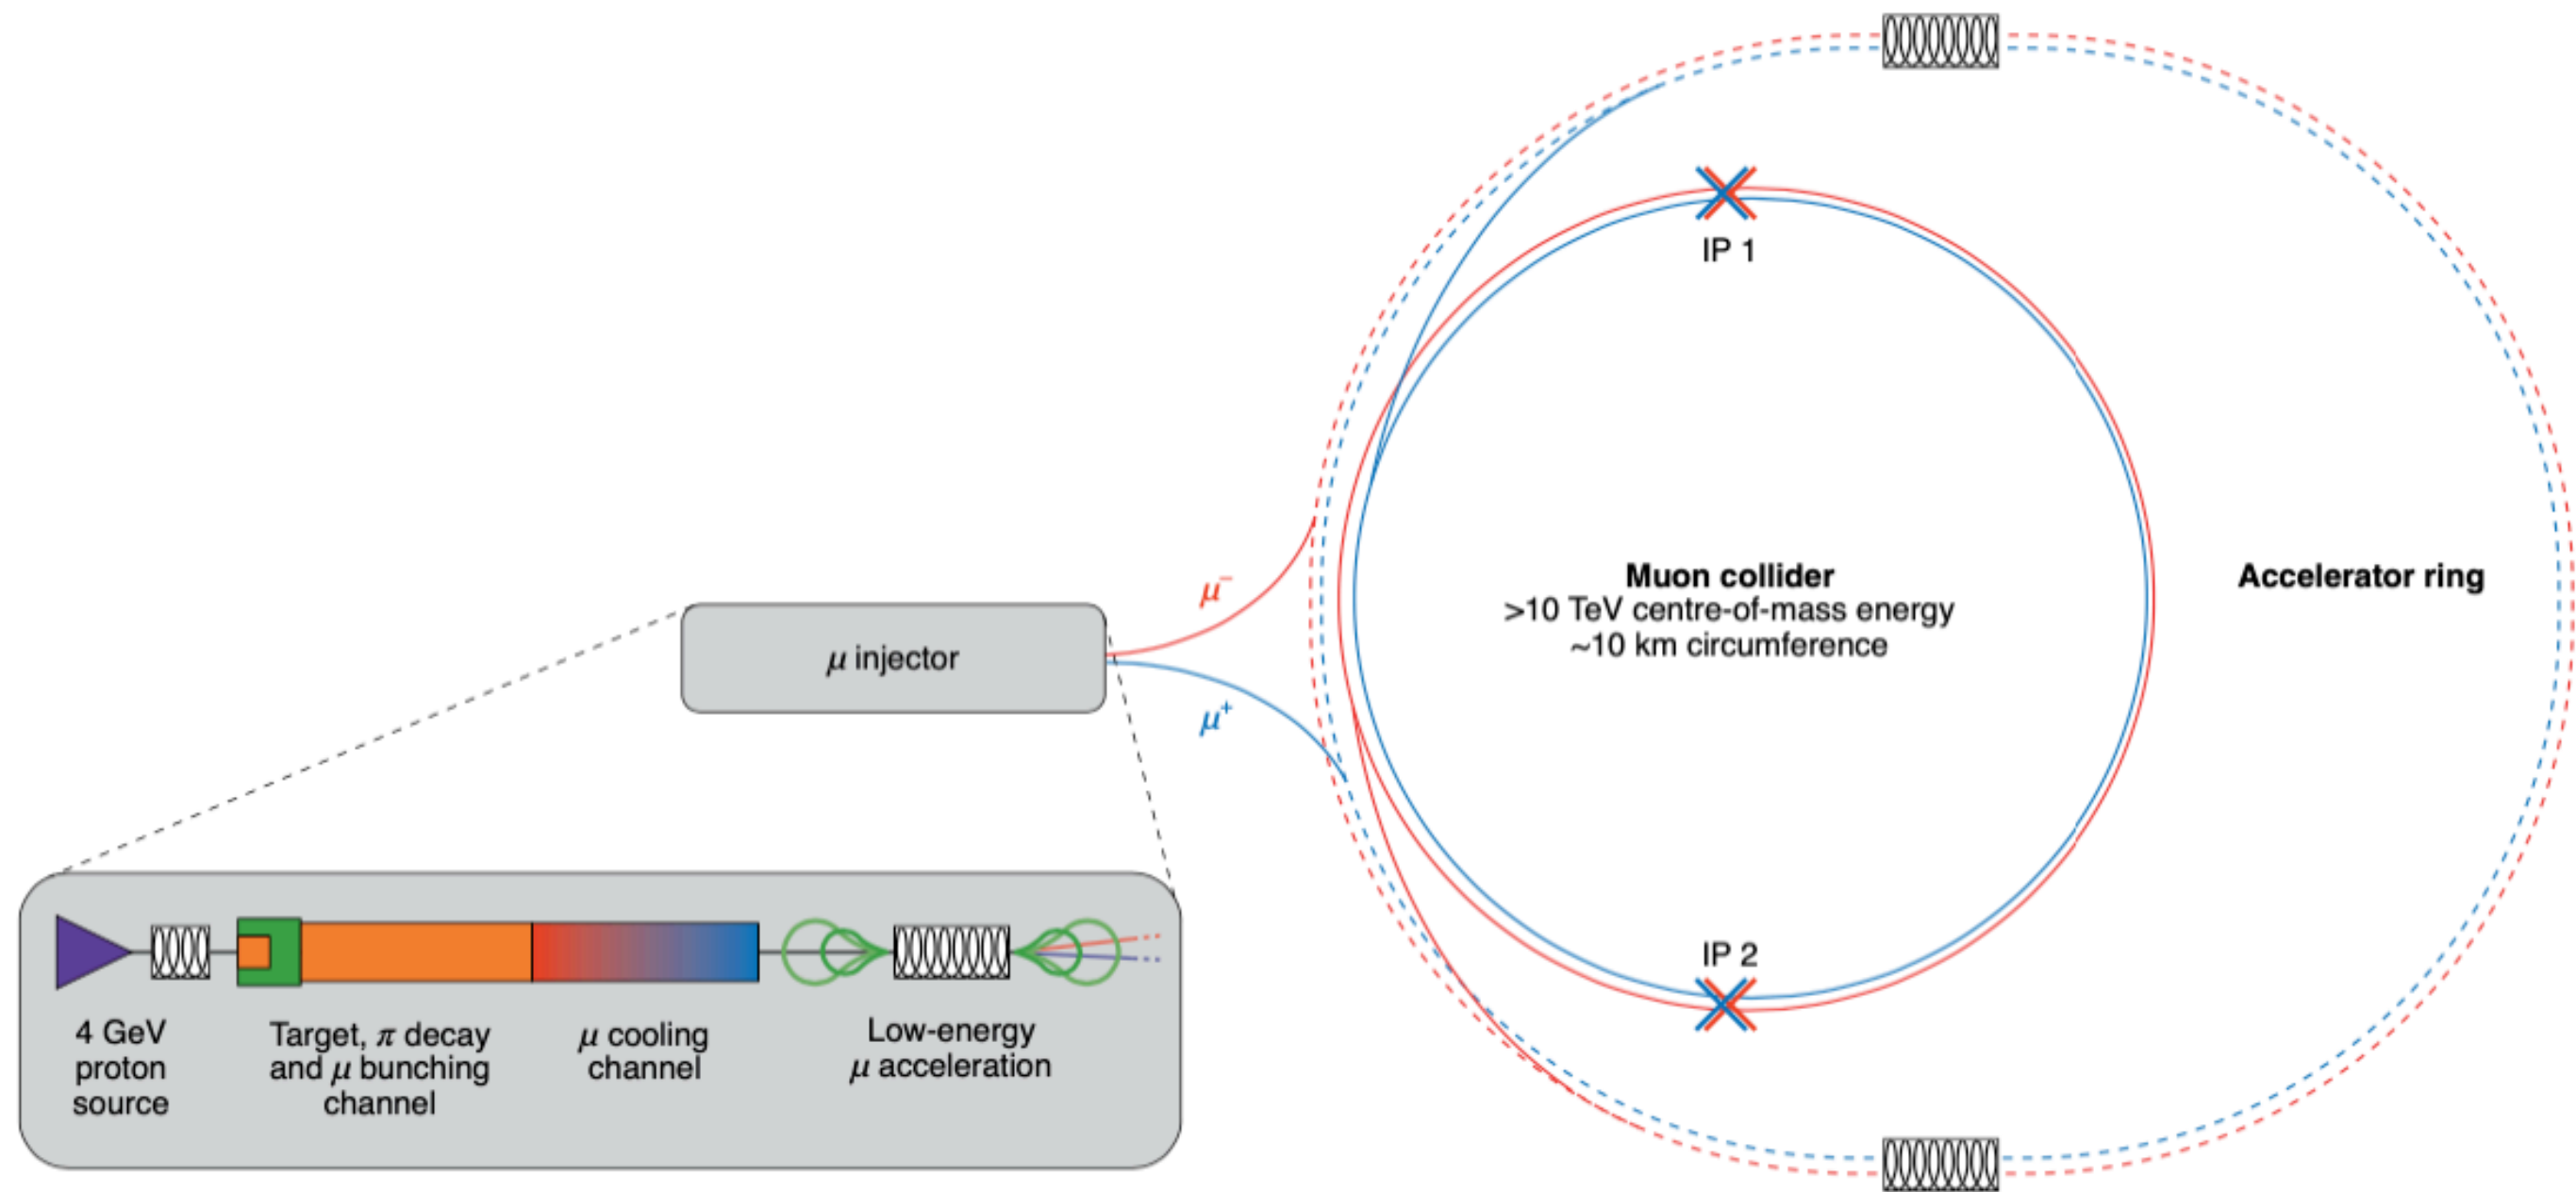 IP 1
Muon collider
>10 TeV centre-of-mass energy
~10 km circumference
Accelerator ring
μ⁻
μ injector
μ⁺
IP 2
4 GeV
proton
source
Target, π decay
and μ bunching
channel
μ cooling
channel
Low-energy
μ acceleration